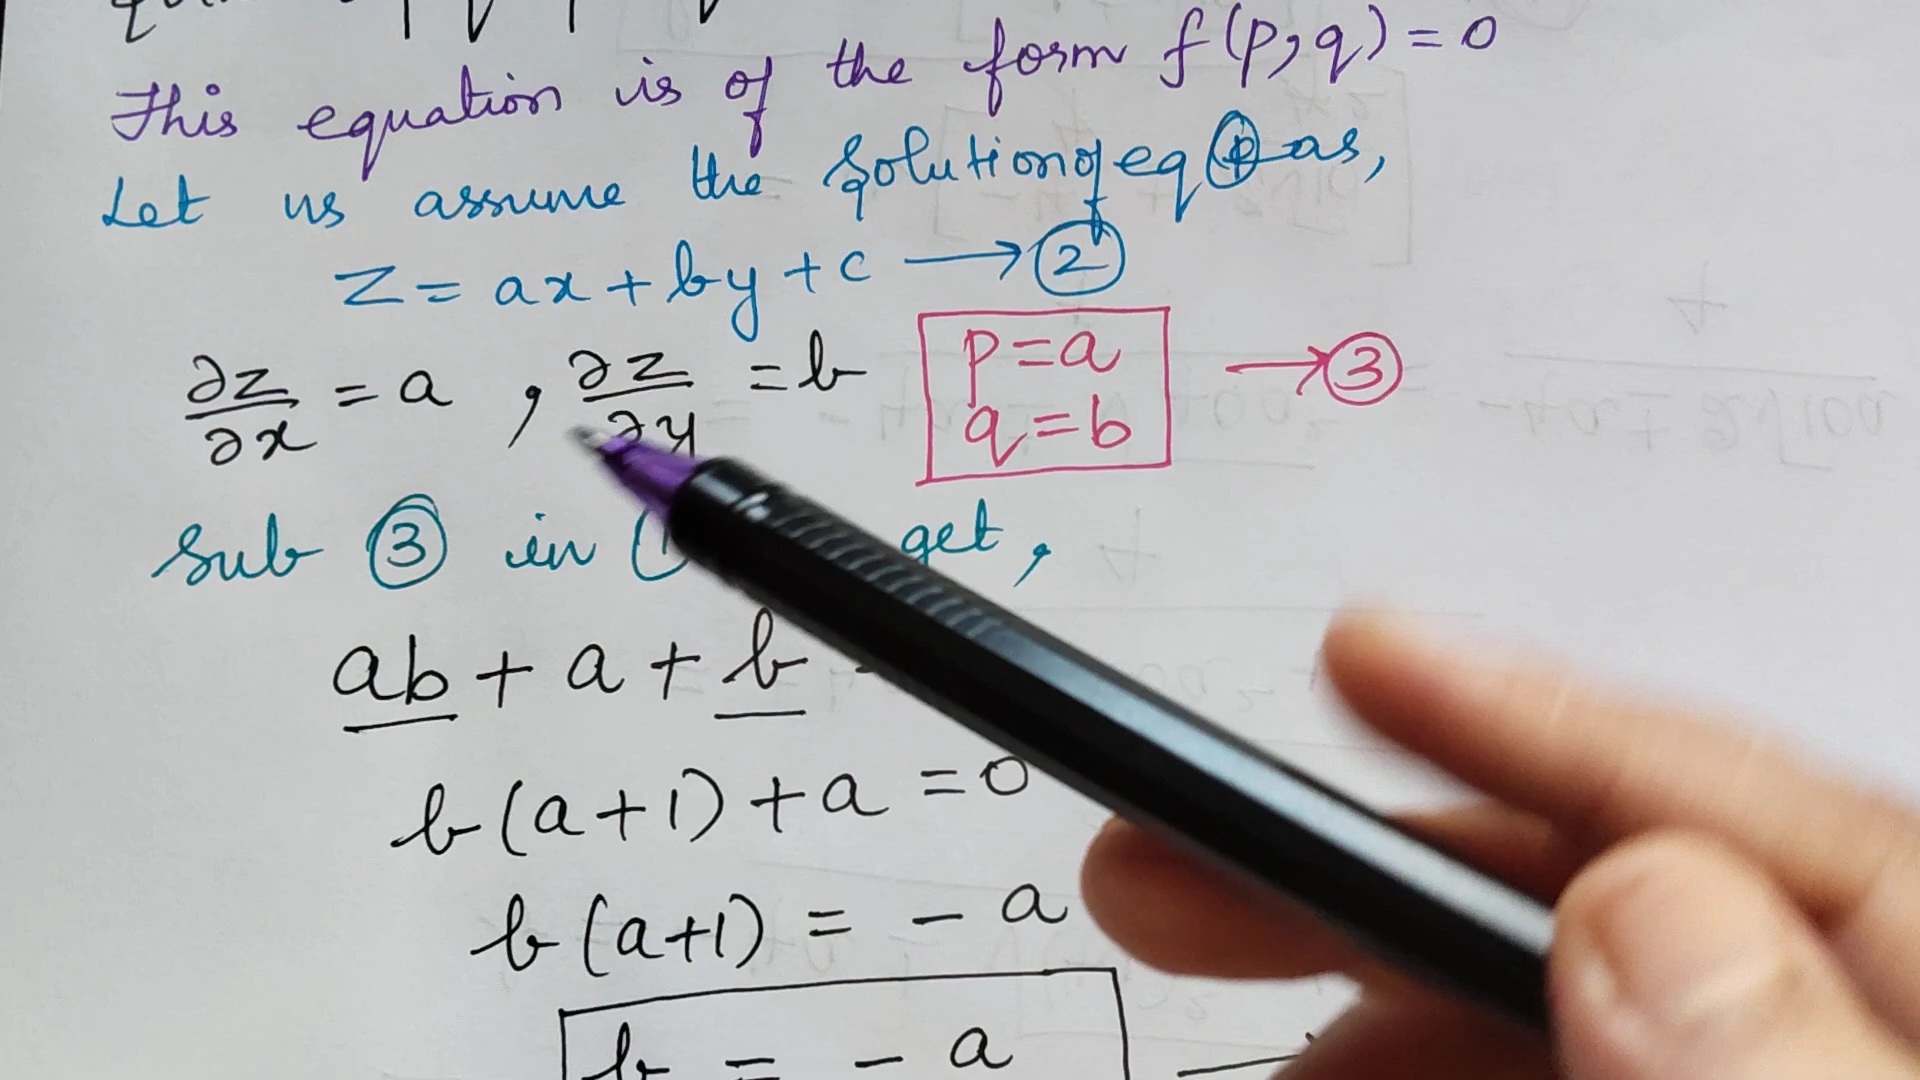 This equation is of the form f(p,q)=0
Let us assume the solution of eq ① as,
Z = ax + by + c → ②
∂z/∂x = a , ∂z/∂y = b p=a q=b → ③
sub ③ in get,
ab + a + b
b(a+1) + a = 0
b(a+1) = - a
b = - a